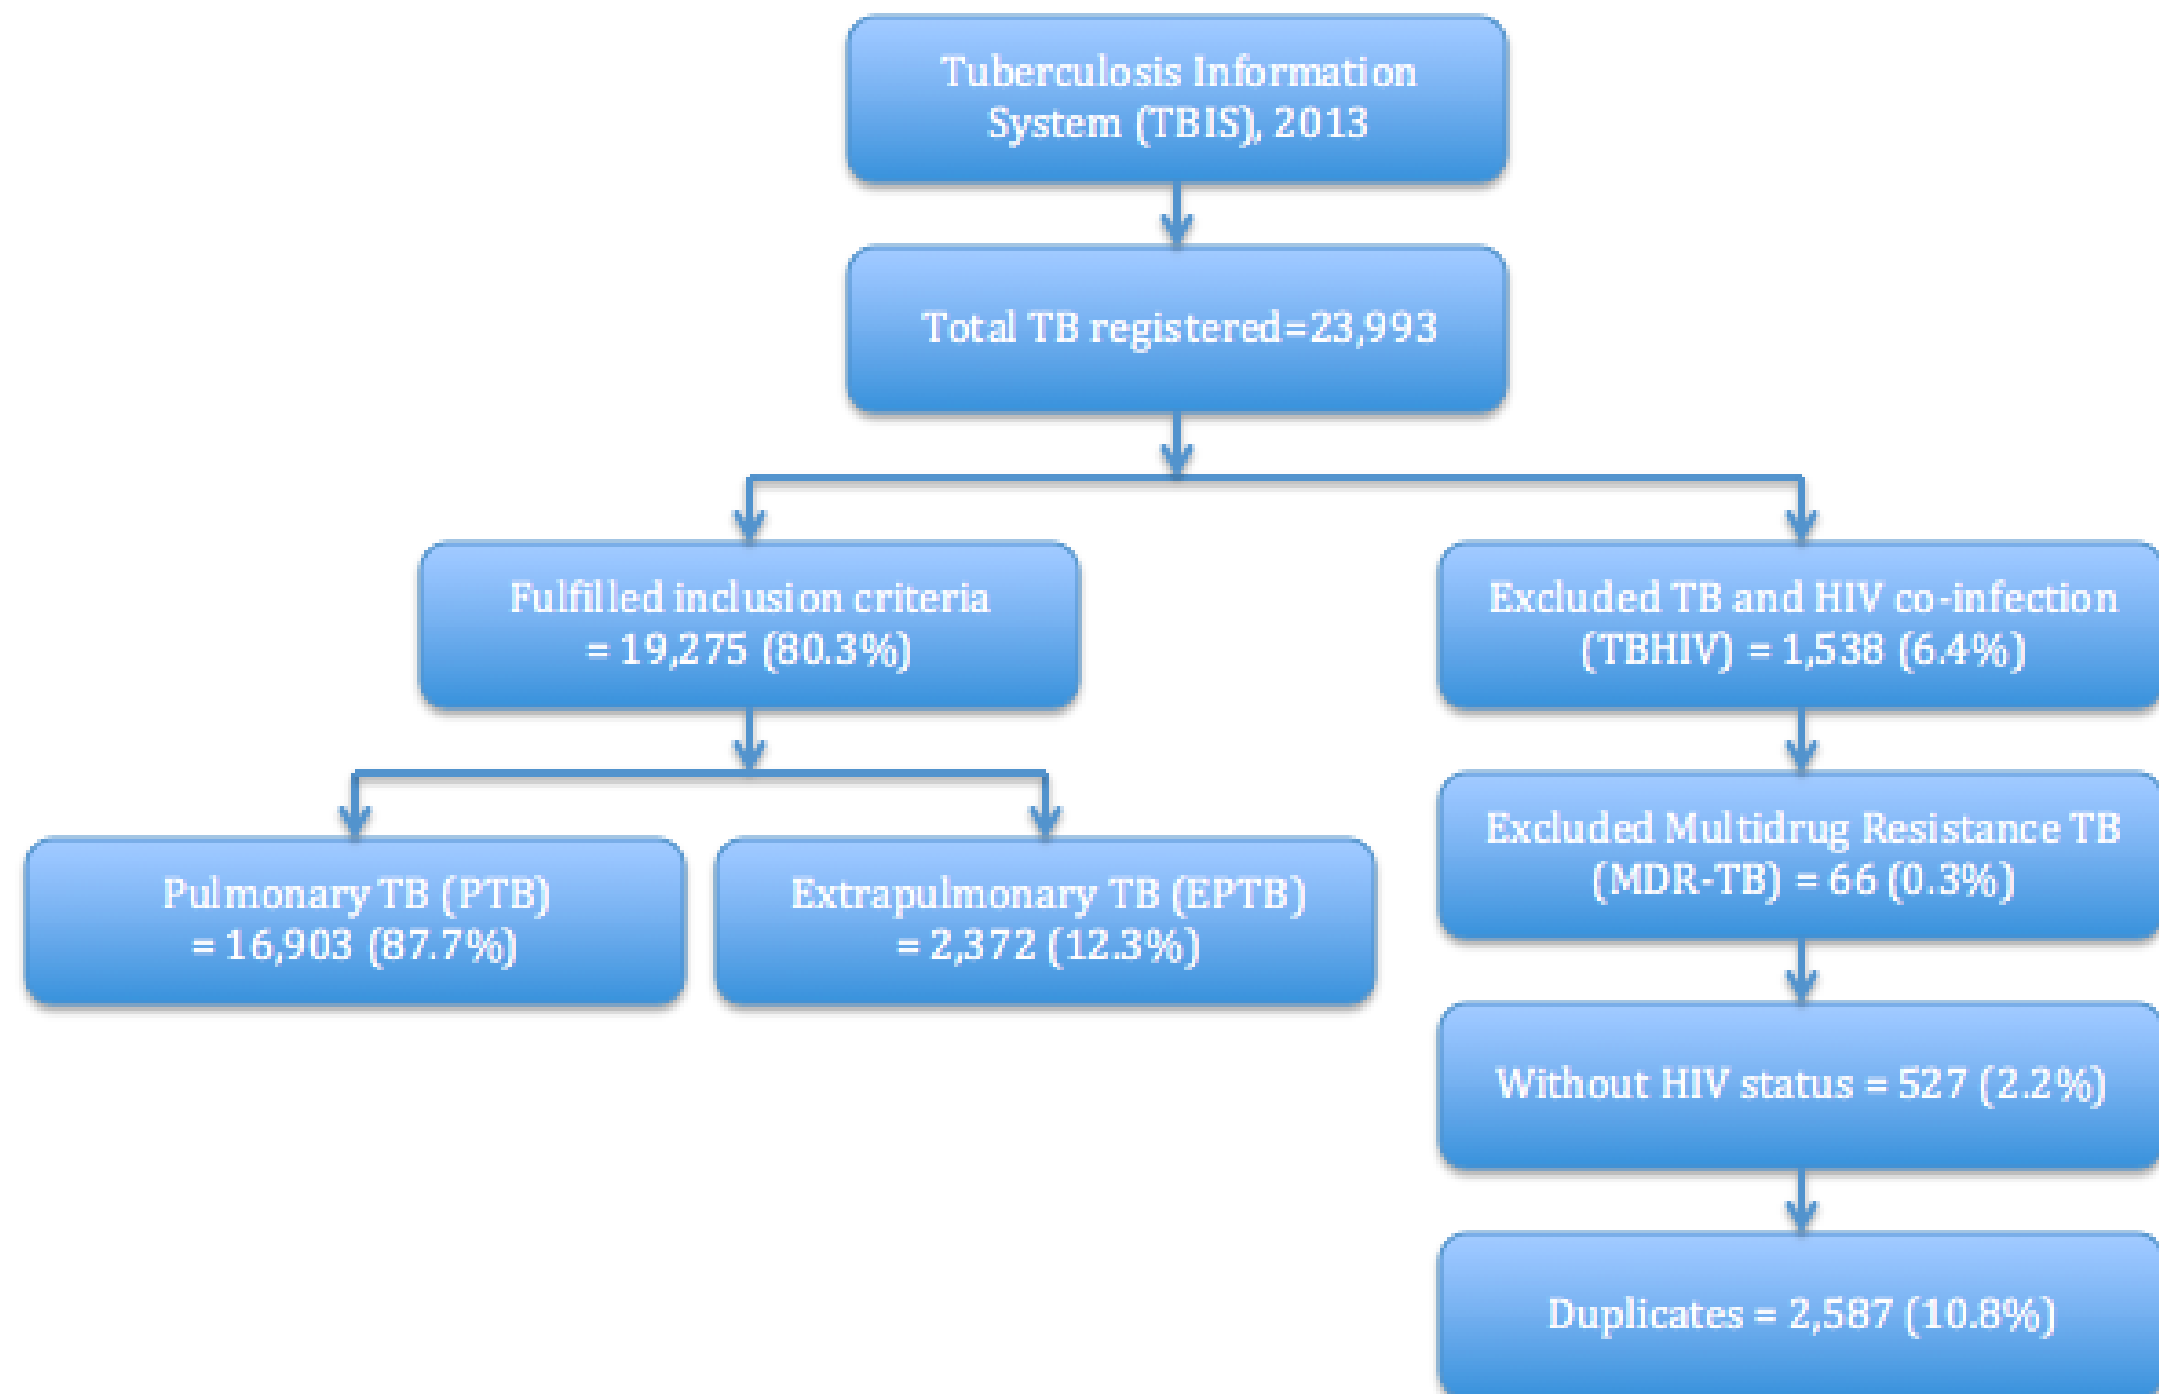 Tuberculosis Information
System (TBIS), 2013
Total TB registered=23,993
Fulfilled inclusion criteria
= 19,275 (80.3%)
Excluded TB and HIV co-infection
(TBHIV) = 1,538 (6.4%)
Pulmonary TB (PTB)
= 16,903 (87.7%)
Extrapulmonary TB (EPTB)
= 2,372 (12.3%)
Excluded Multidrug Resistance TB
(MDR-TB) = 66 (0.3%)
Without HIV status = 527 (2.2%)
Duplicates = 2,587 (10.8%)